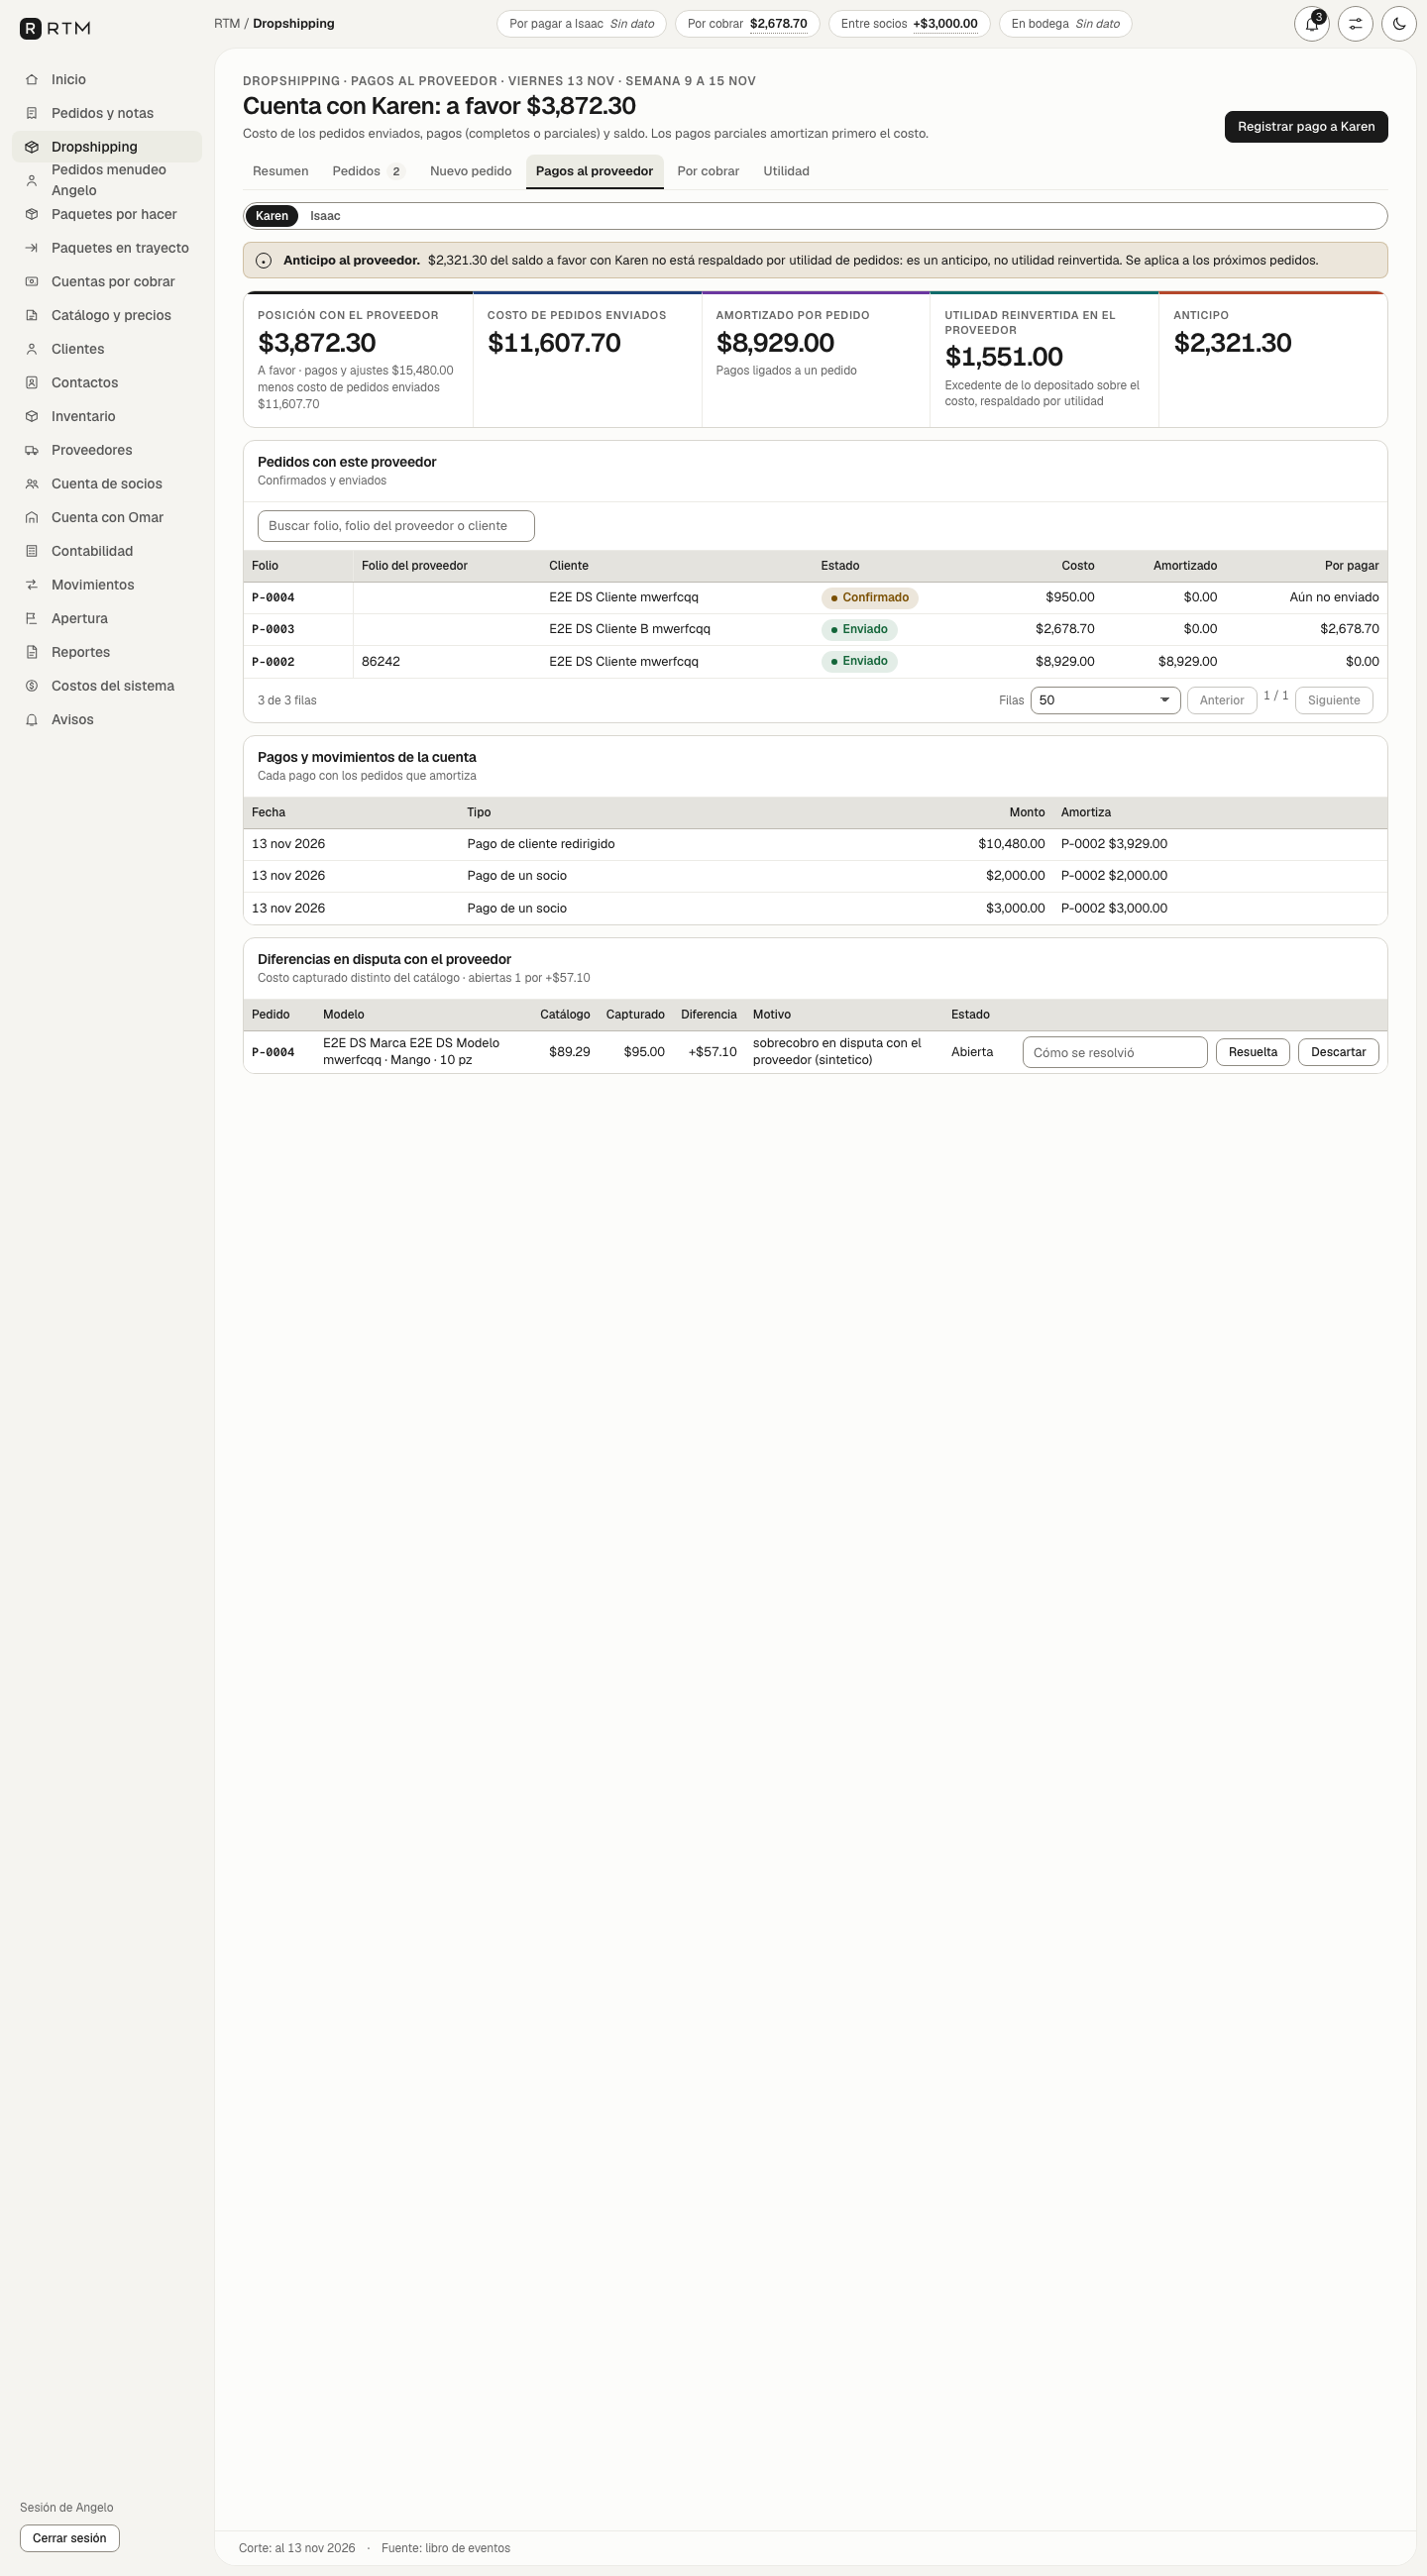 R RTM
RTM / Dropshipping
Por pagar a Isaac Sin dato
Por cobrar $2,678.70
Entre socios +$3,000.00
En bodega Sin dato
3
Inicio
Pedidos y notas
Dropshipping
Pedidos menudeo
Angelo
Paquetes por hacer
Paquetes en trayecto
Cuentas por cobrar
Catálogo y precios
Clientes
Contactos
Inventario
Proveedores
Cuenta de socios
Cuenta con Omar
Contabilidad
Movimientos
Apertura
Reportes
Costos del sistema
Avisos
Sesión de Angelo
Cerrar sesión
DROPSHIPPING · PAGOS AL PROVEEDOR · VIERNES 13 NOV · SEMANA 9 A 15 NOV
Cuenta con Karen: a favor $3,872.30
Costo de los pedidos enviados, pagos (completos o parciales) y saldo. Los pagos parciales amortizan primero el costo.
Registrar pago a Karen
Resumen Pedidos 2 Nuevo pedido Pagos al proveedor Por cobrar Utilidad
Karen Isaac
Anticipo al proveedor. $2,321.30 del saldo a favor con Karen no está respaldado por utilidad de pedidos: es un anticipo, no utilidad reinvertida. Se aplica a los próximos pedidos.
POSICIÓN CON EL PROVEEDOR
$3,872.30
A favor · pagos y ajustes $15,480.00
menos costo de pedidos enviados
$11,607.70
COSTO DE PEDIDOS ENVIADOS
$11,607.70
AMORTIZADO POR PEDIDO
$8,929.00
Pagos ligados a un pedido
UTILIDAD REINVERTIDA EN EL
PROVEEDOR
$1,551.00
Excedente de lo depositado sobre el
costo, respaldado por utilidad
ANTICIPO
$2,321.30
Pedidos con este proveedor
Confirmados y enviados
Buscar folio, folio del proveedor o cliente
Folio Folio del proveedor Cliente Estado Costo Amortizado Por pagar
P-0004 E2E DS Cliente mwerfcqq Confirmado $950.00 $0.00 Aún no enviado
P-0003 E2E DS Cliente B mwerfcqq Enviado $2,678.70 $0.00 $2,678.70
P-0002 86242 E2E DS Cliente mwerfcqq Enviado $8,929.00 $8,929.00 $0.00
3 de 3 filas Filas 50 Anterior 1 / 1 Siguiente
Pagos y movimientos de la cuenta
Cada pago con los pedidos que amortiza
Fecha Tipo Monto Amortiza
13 nov 2026 Pago de cliente redirigido $10,480.00 P-0002 $3,929.00
13 nov 2026 Pago de un socio $2,000.00 P-0002 $2,000.00
13 nov 2026 Pago de un socio $3,000.00 P-0002 $3,000.00
Diferencias en disputa con el proveedor
Costo capturado distinto del catálogo · abiertas 1 por +$57.10
Pedido Modelo Catálogo Capturado Diferencia Motivo Estado
P-0004 E2E DS Marca E2E DS Modelo
mwerfcqq · Mango · 10 pz
$89.29 $95.00 +$57.10
sobrecobro en disputa con el
proveedor (sintetico)
Abierta Cómo se resolvió Resuelta Descartar
Corte: al 13 nov 2026 · Fuente: libro de eventos